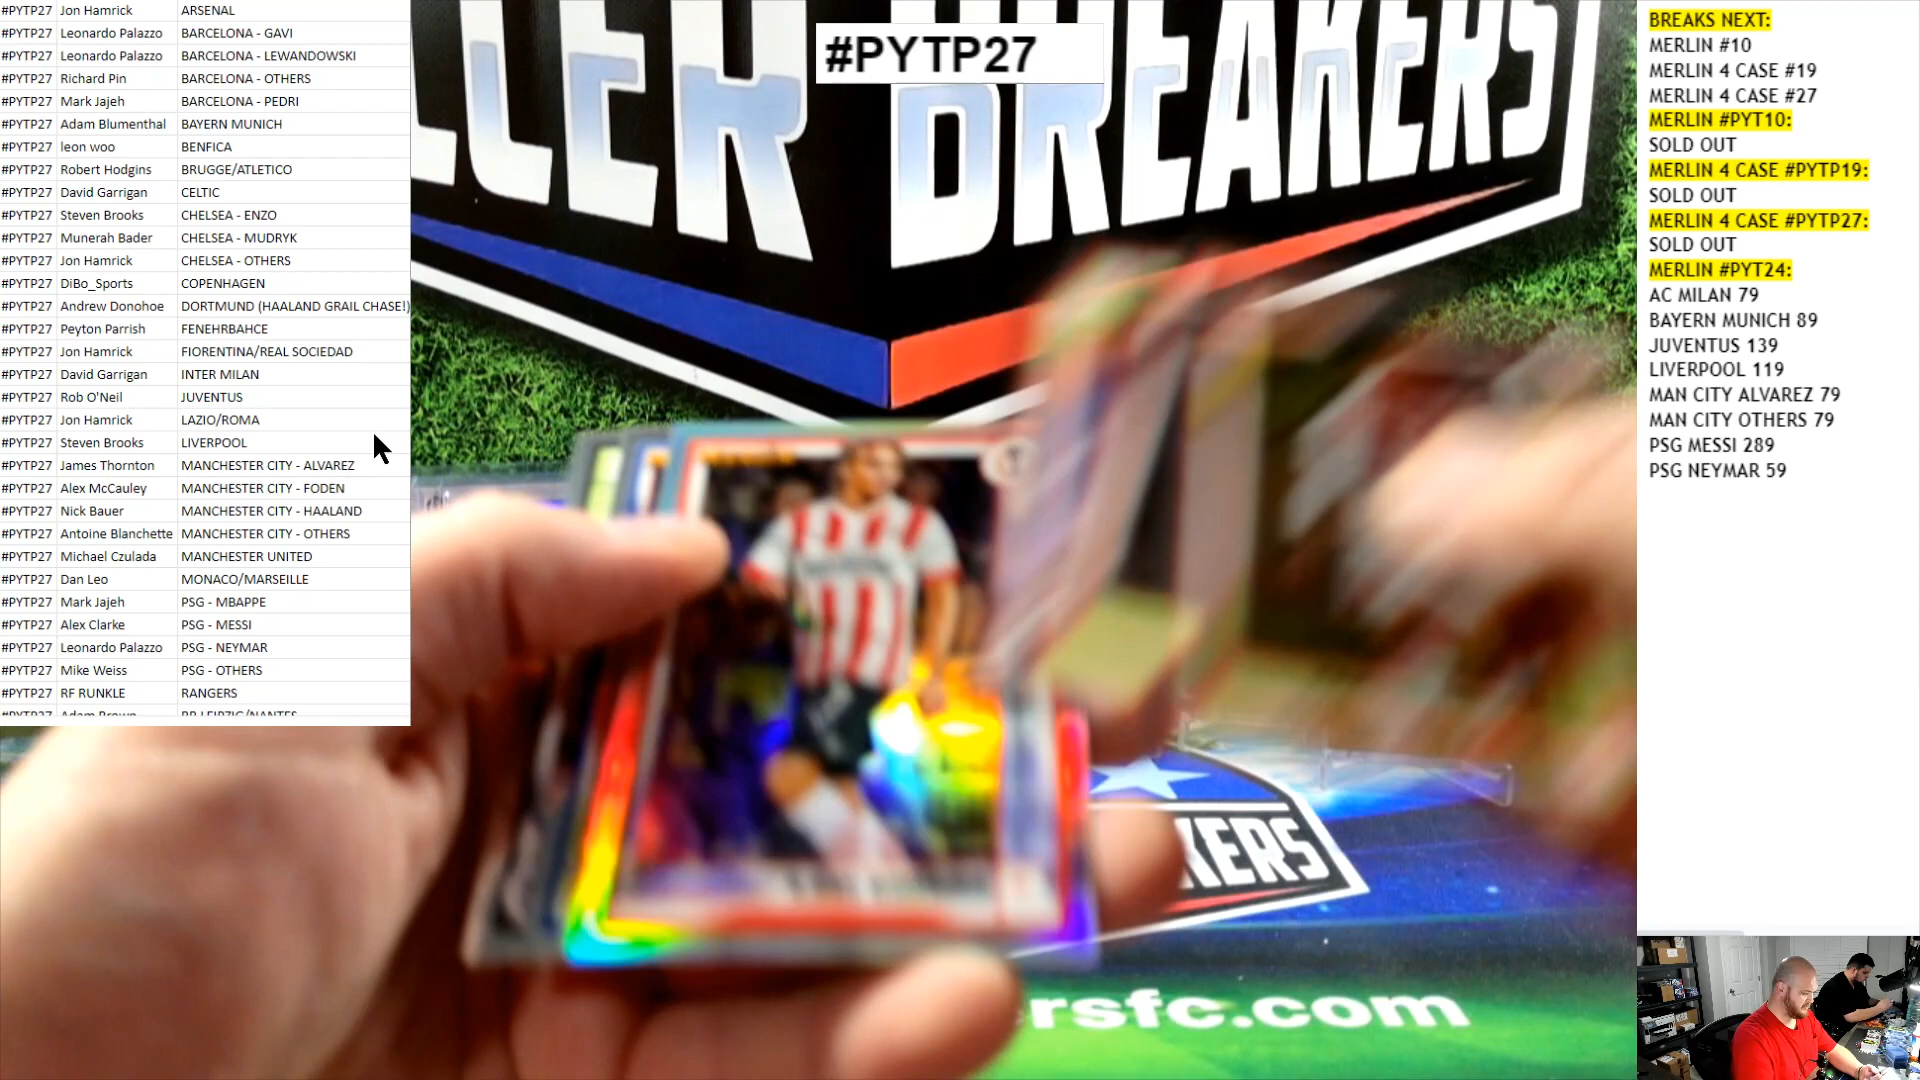 #PYTP27 Jon Hamrick ARSENAL
#PYTP27 Leonardo Palazzo BARCELONA - GAVI
#PYTP27 Leonardo Palazzo BARCELONA - LEWANDOWSKI
#PYTP27 Richard Pin BARCELONA - OTHERS
#PYTP27 Mark Jajeh BARCELONA - PEDRI
#PYTP27 Adam Blumenthal BAYERN MUNICH
#PYTP27 leon woo BENFICA
#PYTP27 Robert Hodgins BRUGGE/ATLETICO
#PYTP27 David Garrigan CELTIC
#PYTP27 Steven Brooks CHELSEA - ENZO
#PYTP27 Munerah Bader CHELSEA - MUDRYK
#PYTP27 Jon Hamrick CHELSEA - OTHERS
#PYTP27 DiBo_Sports COPENHAGEN
#PYTP27 Andrew Donohoe DORTMUND (HAALAND GRAIL CHASE!)
#PYTP27 Peyton Parrish FENEHRBAHCE
#PYTP27 Jon Hamrick FIORENTINA/REAL SOCIEDAD
#PYTP27 David Garrigan INTER MILAN
#PYTP27 Rob O'Neil JUVENTUS
#PYTP27 Jon Hamrick LAZIO/ROMA
#PYTP27 Steven Brooks LIVERPOOL
#PYTP27 James Thornton MANCHESTER CITY - ALVAREZ
#PYTP27 Alex McCauley MANCHESTER CITY - FODEN
#PYTP27 Nick Bauer MANCHESTER CITY - HAALAND
#PYTP27 Antoine Blanchette MANCHESTER CITY - OTHERS
#PYTP27 Michael Czulada MANCHESTER UNITED
#PYTP27 Dan Leo MONACO/MARSEILLE
#PYTP27 Mark Jajeh PSG - MBAPPE
#PYTP27 Alex Clarke PSG - MESSI
#PYTP27 Leonardo Palazzo PSG - NEYMAR
#PYTP27 Mike Weiss PSG - OTHERS
#PYTP27 RF RUNKLE RANGERS
#PYTP27 Adam Brown RB LEIPZIG/NANTES
#PYTP27
LLER BREAKERS
KERS
rsfc.com
BREAKS NEXT:
MERLIN #10
MERLIN 4 CASE #19
MERLIN 4 CASE #27
MERLIN #PYT10:
SOLD OUT
MERLIN 4 CASE #PYTP19:
SOLD OUT
MERLIN 4 CASE #PYTP27:
SOLD OUT
MERLIN #PYT24:
AC MILAN 79
BAYERN MUNICH 89
JUVENTUS 139
LIVERPOOL 119
MAN CITY ALVAREZ 79
MAN CITY OTHERS 79
PSG MESSI 289
PSG NEYMAR 59